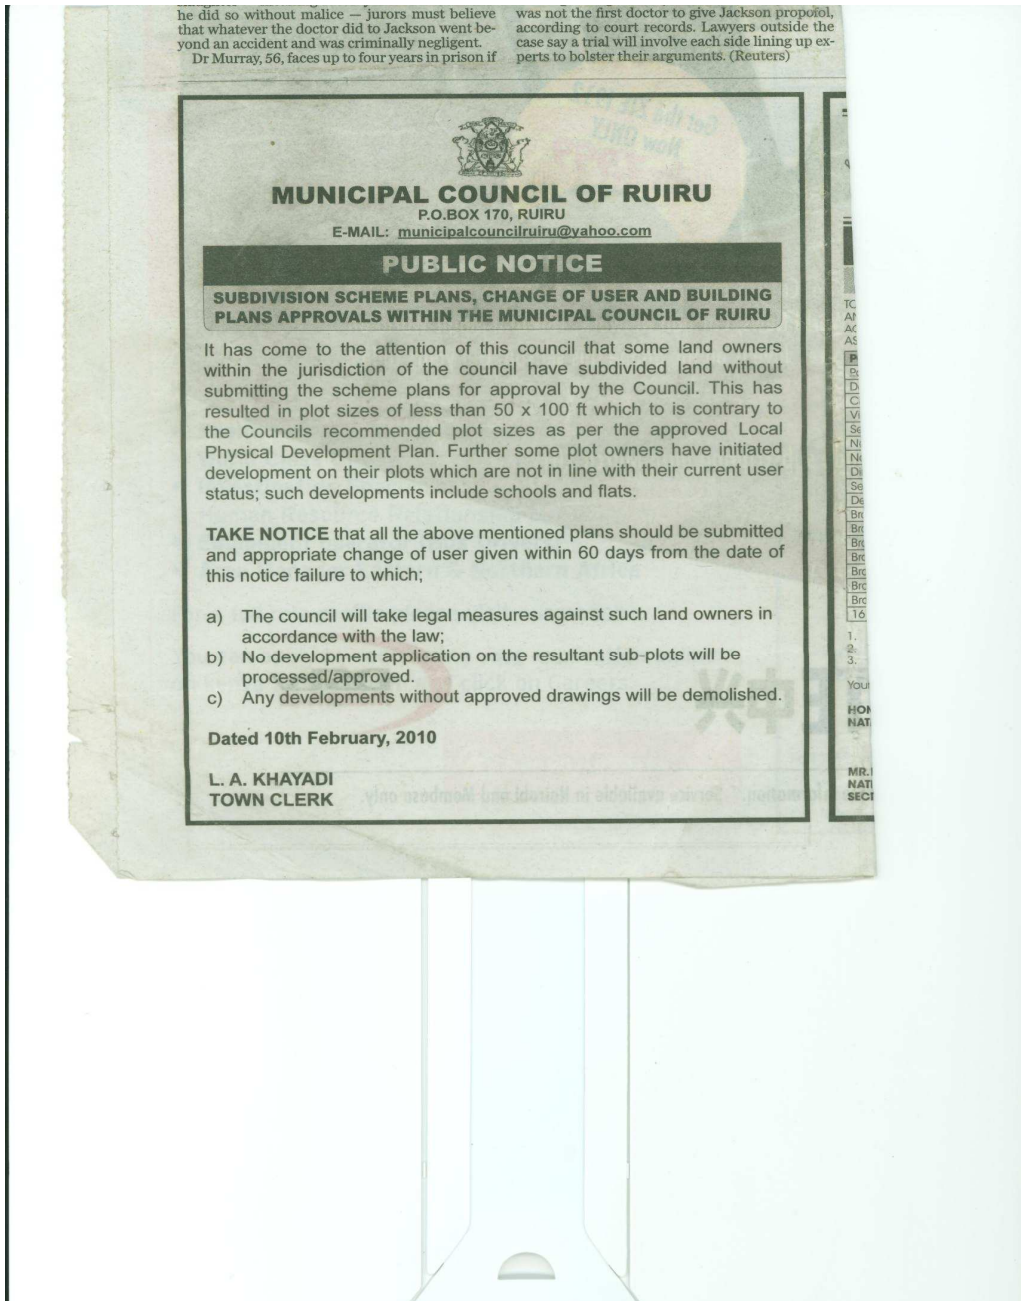 he did so without malice — jurors must believe
that whatever the doctor did to Jackson went be-
yond an accident and was criminally negligent.
Dr Murray, 56, faces up to four years in prison if
was not the first doctor to give Jackson propofol,
according to court records. Lawyers outside the
case say a trial will involve each side lining up ex-
perts to bolster their arguments. (Reuters)
MUNICIPAL COUNCIL OF RUIRU
P.O.BOX 170, RUIRU
E-MAIL: municipalcouncilruiru@yahoo.com
PUBLIC NOTICE
SUBDIVISION SCHEME PLANS, CHANGE OF USER AND BUILDING
PLANS APPROVALS WITHIN THE MUNICIPAL COUNCIL OF RUIRU
It has come to the attention of this council that some land owners
within the jurisdiction of the council have subdivided land without
submitting the scheme plans for approval by the Council. This has
resulted in plot sizes of less than 50 x 100 ft which to is contrary to
the Councils recommended plot sizes as per the approved Local
Physical Development Plan. Further some plot owners have initiated
development on their plots which are not in line with their current user
status; such developments include schools and flats.
TAKE NOTICE that all the above mentioned plans should be submitted
and appropriate change of user given within 60 days from the date of
this notice failure to which;
a) The council will take legal measures against such land owners in
accordance with the law;
b) No development application on the resultant sub-plots will be
processed/approved.
c) Any developments without approved drawings will be demolished.
Dated 10th February, 2010
L. A. KHAYADI
TOWN CLERK
16
1.
2.
3.
MR.